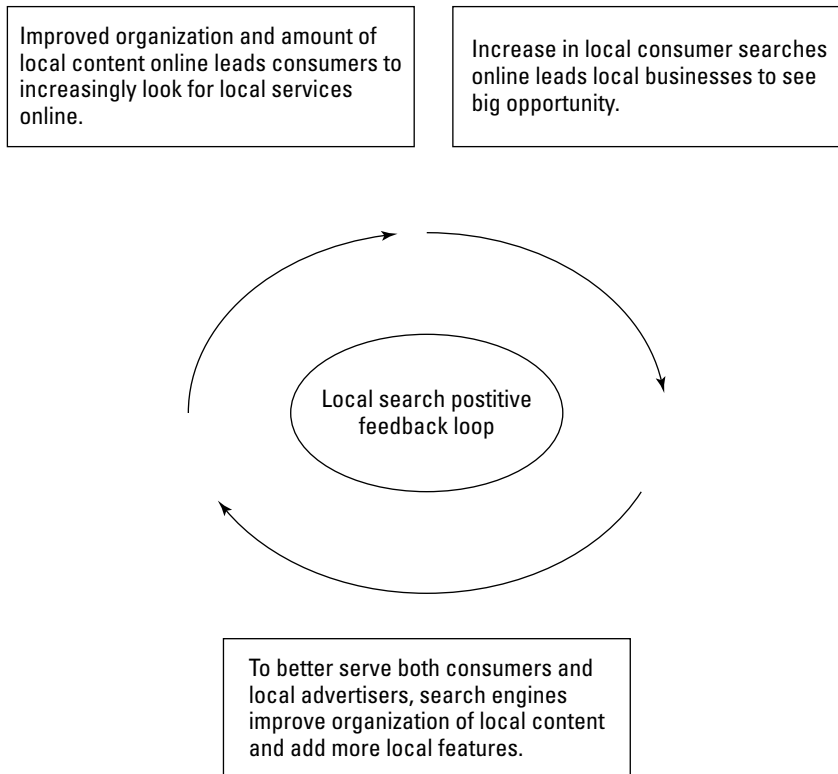 Improved organization and amount of
local content online leads consumers to
increasingly look for local services
online.
Increase in local consumer searches
online leads local businesses to see
big opportunity.
Local search postitive
feedback loop
To better serve both consumers and
local advertisers, search engines
improve organization of local content
and add more local features.